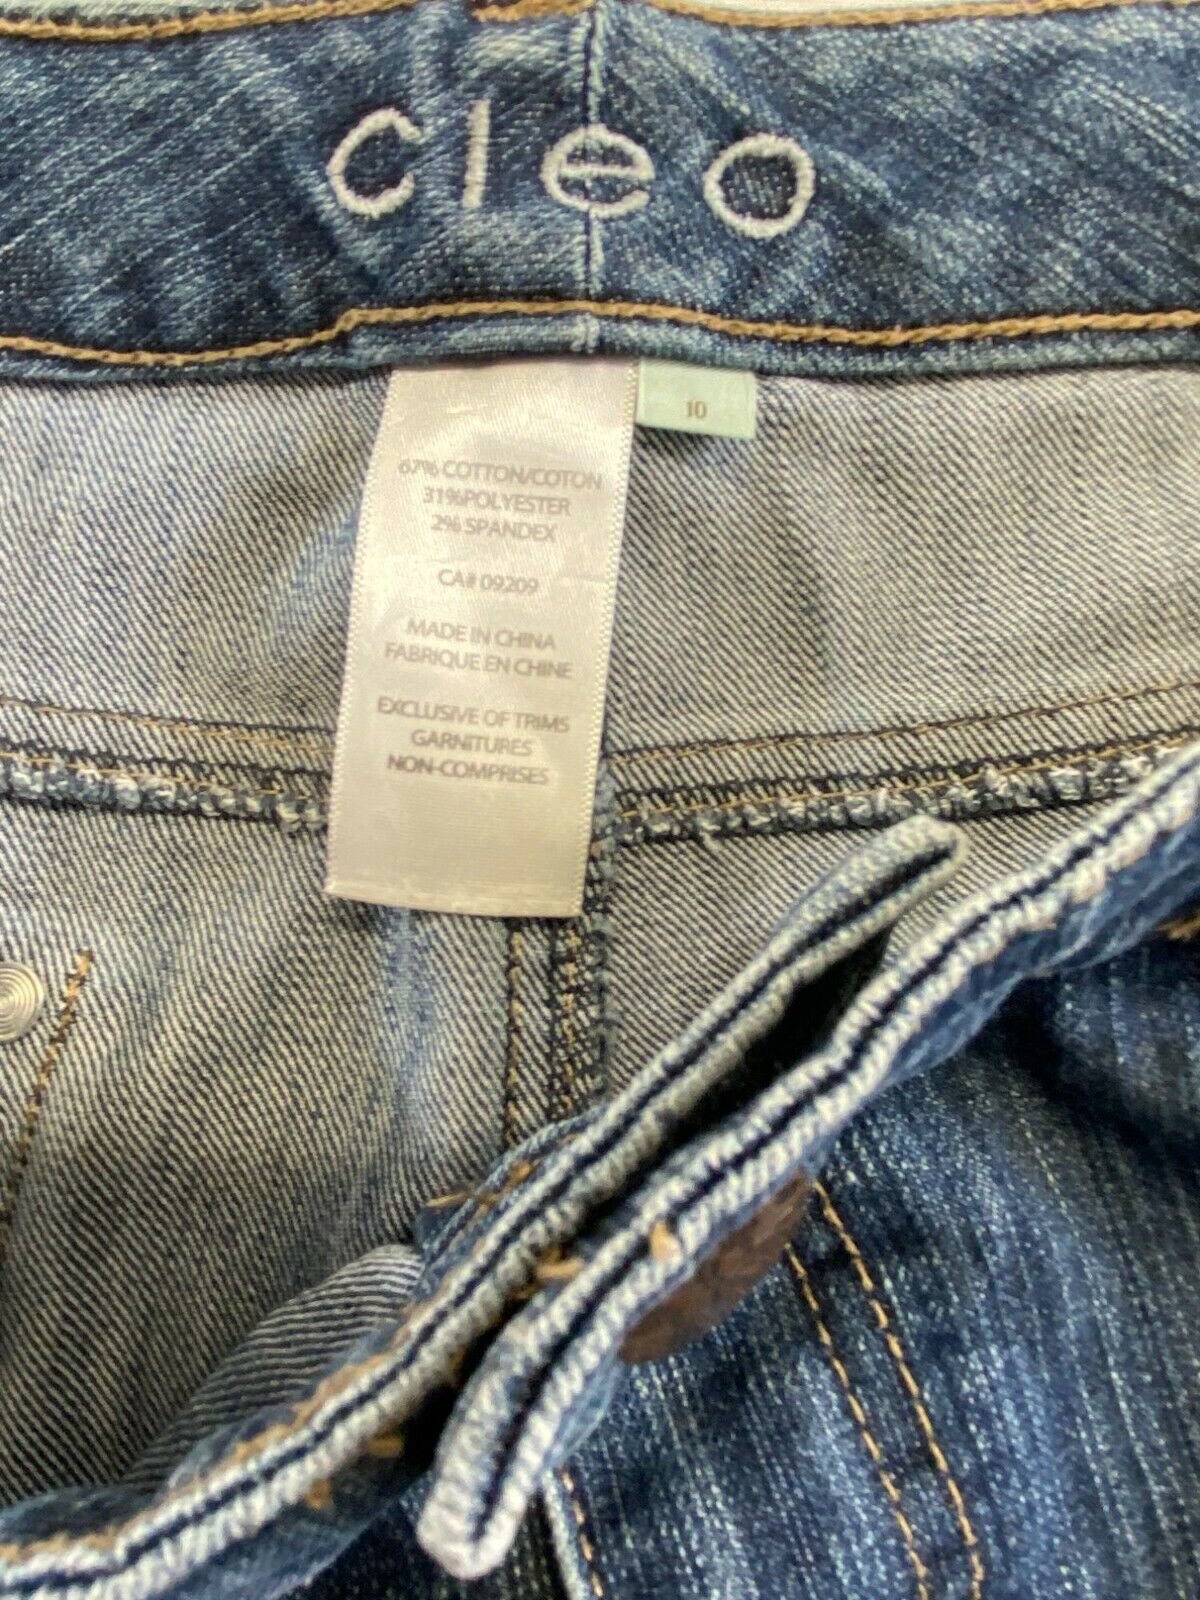 cleo
10
67% COTTON/COTON
31%POLYESTER
2% SPANDEX
CA# 09209
MADE IN CHINA
FABRIQUE EN CHINE
EXCLUSIVE OF TRIMS
GARNITURES
NON-COMPRISES